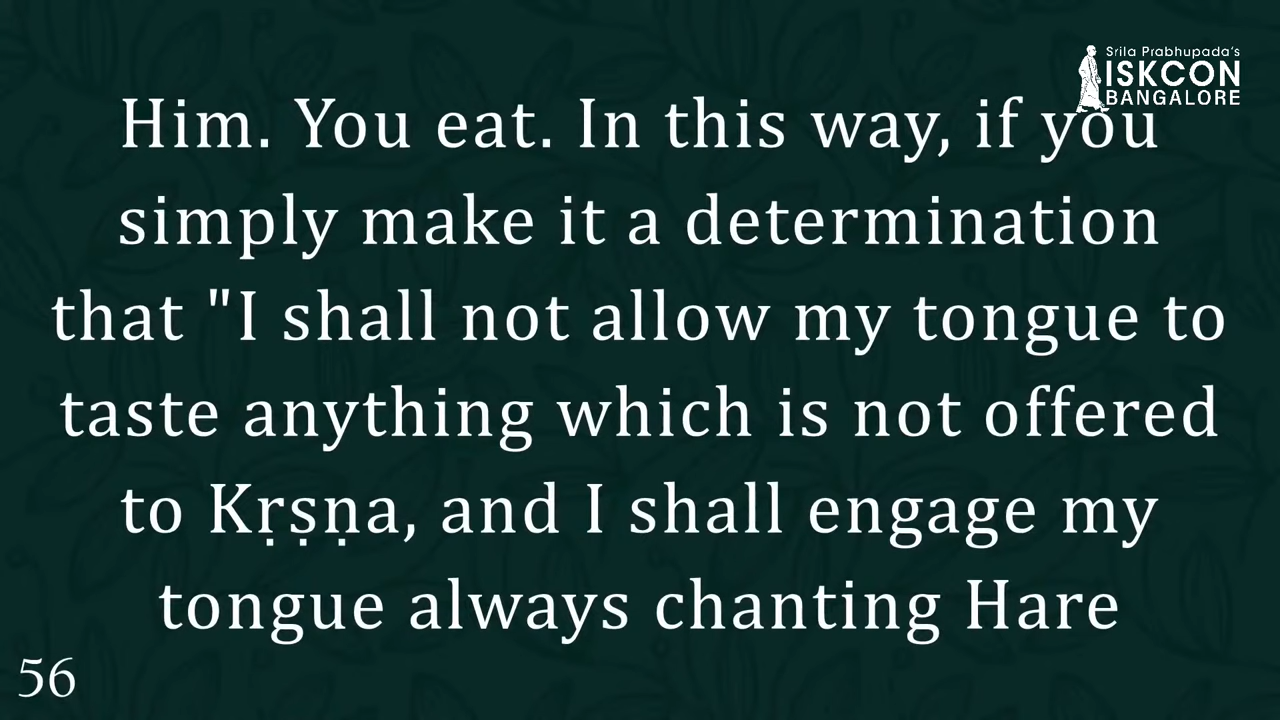 Srila Prabhupada's
ISKCON
BANGALORE
Him. You eat. In this way, if you
simply make it a determination
that "I shall not allow my tongue to
taste anything which is not offered
to Kṛṣṇa, and I shall engage my
tongue always chanting Hare
56